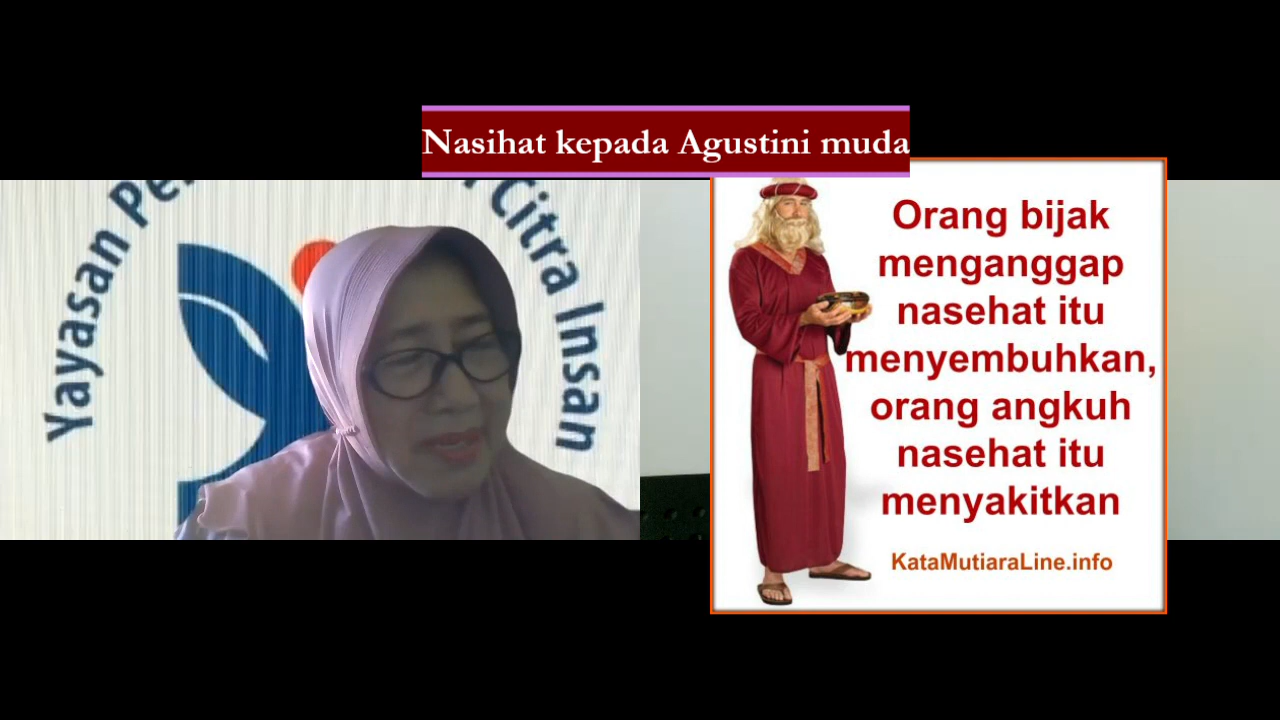 Nasihat kepada Agustini muda
Yayasan
Citra Insan
Orang bijak
menganggap
nasehat itu
menyembuhkan,
orang angkuh
nasehat itu
menyakitkan
KataMutiaraLine.info